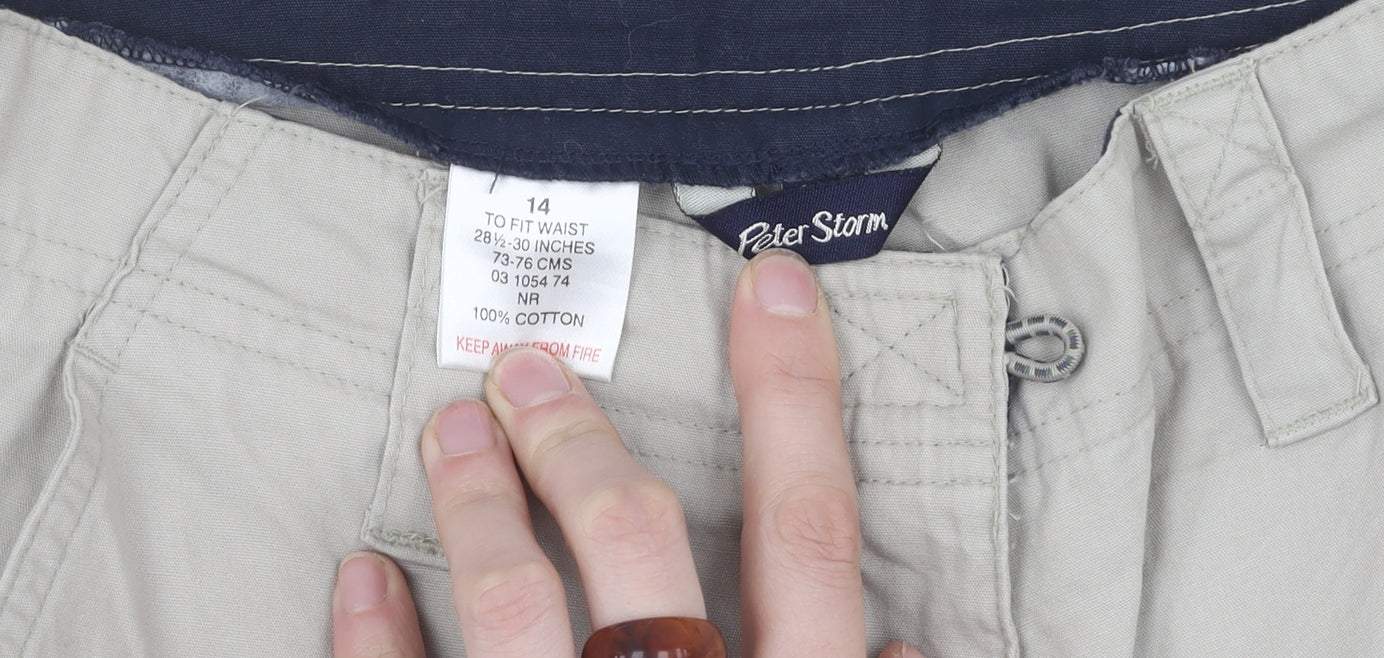 14
TO FIT WAIST
28½-30 INCHES
73-76 CMS
03 1054 74
NR
100% COTTON
KEEP AWAY FROM FIRE
Peter Storm